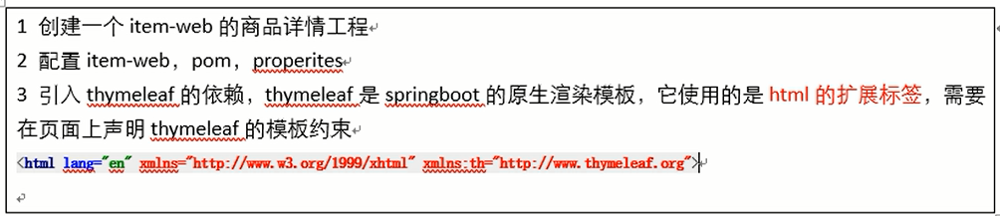 1 创建一个 item-web 的商品详情工程
2 配置 item-web，pom，properites
3 引入 thymeleaf 的依赖，thymeleaf 是 springboot 的原生渲染模板，它使用的是 html 的扩展标签，需要
在页面上声明 thymeleaf 的模板约束
<html lang="en" xmlns="http://www.w3.org/1999/xhtml" xmlns:th="http://www.thymeleaf.org">